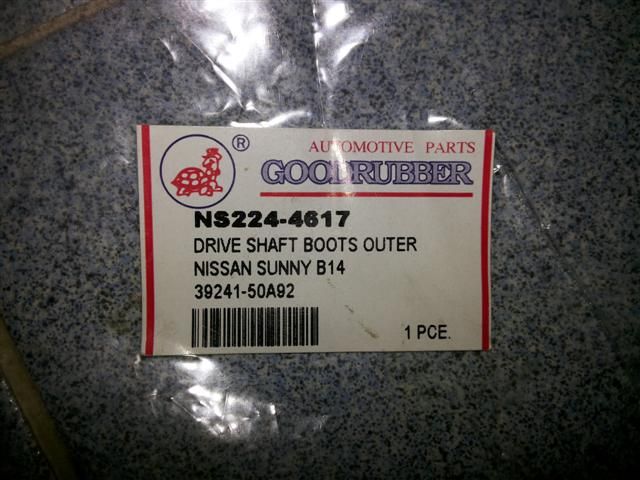 ®
AUTOMOTIVE PARTS
GOODRUBBER
NS224-4617
DRIVE SHAFT BOOTS OUTER
NISSAN SUNNY B14
39241-50A92
1 PCE.